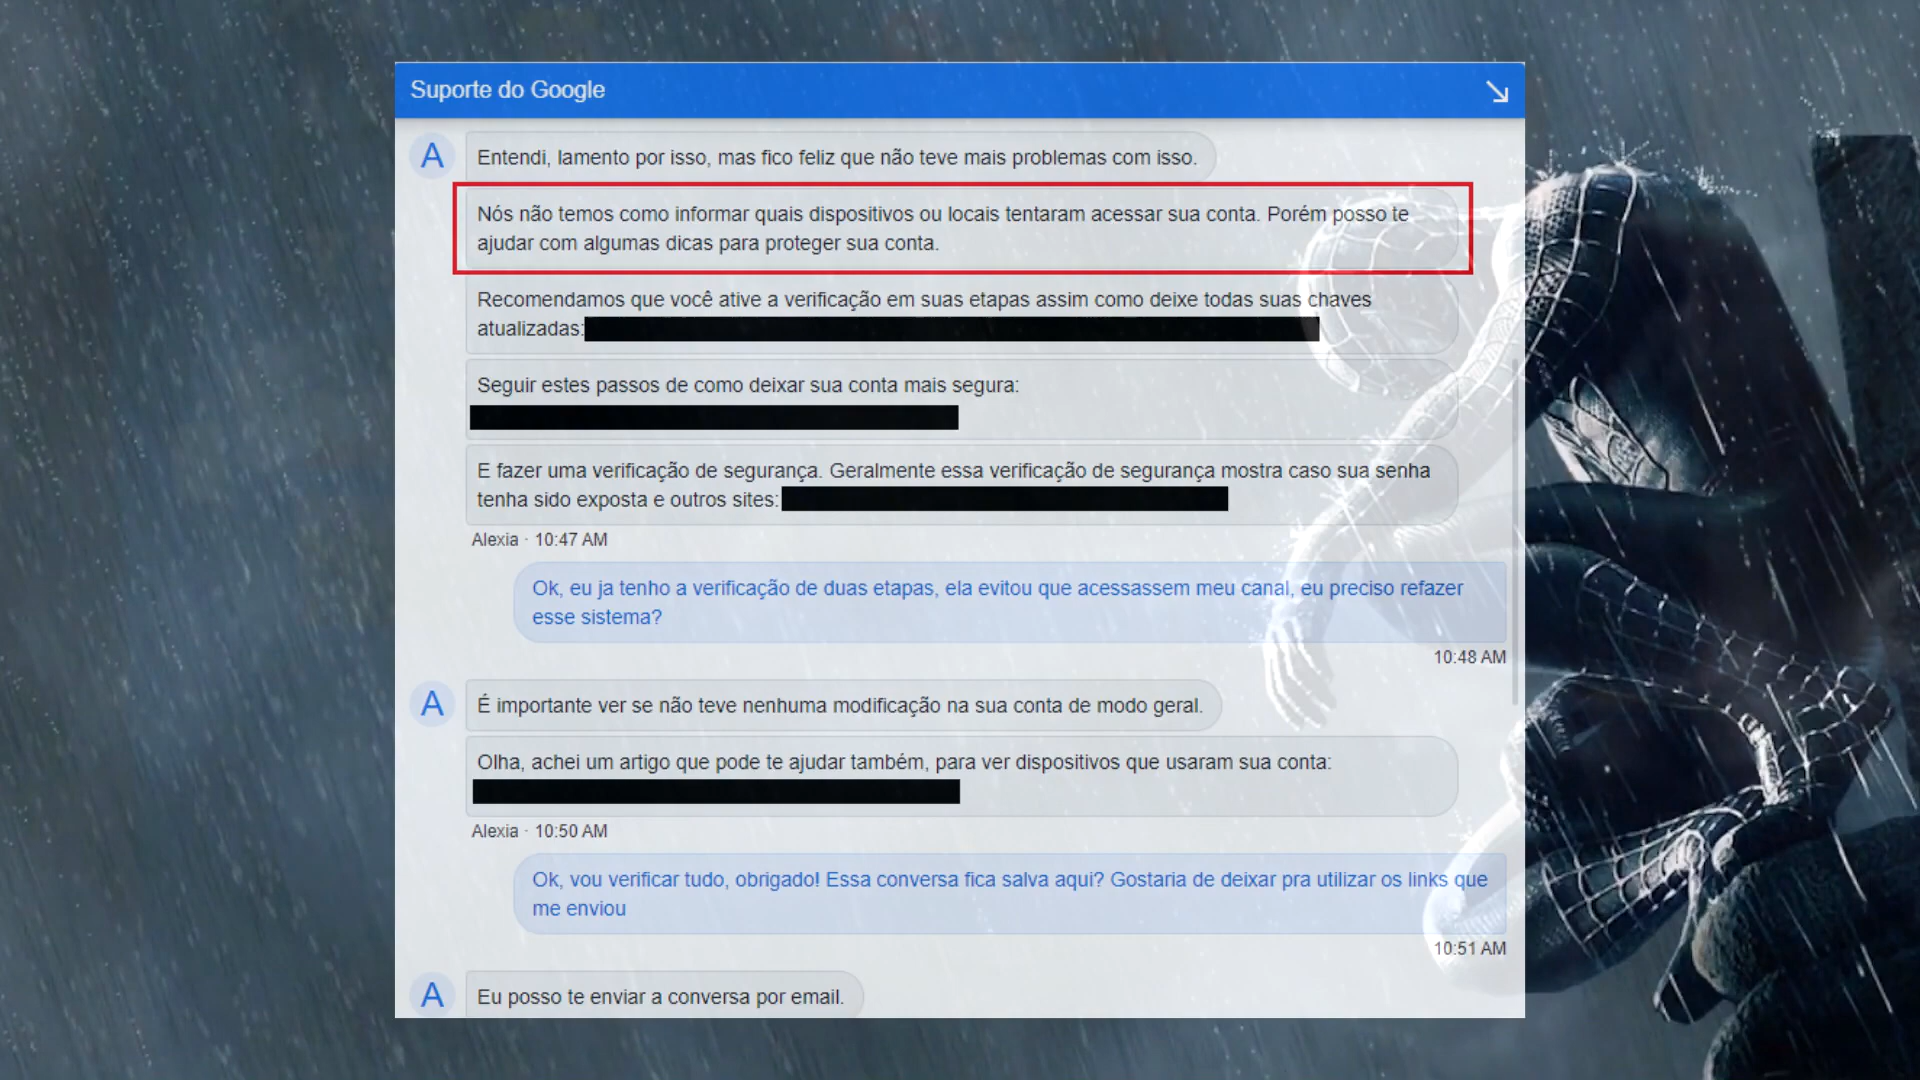 Suporte do Google
A
Entendi, lamento por isso, mas fico feliz que não teve mais problemas com isso.
Nós não temos como informar quais dispositivos ou locais tentaram acessar sua conta. Porém posso te
ajudar com algumas dicas para proteger sua conta.
Recomendamos que você ative a verificação em suas etapas assim como deixe todas suas chaves
atualizadas:
Seguir estes passos de como deixar sua conta mais segura:
E fazer uma verificação de segurança. Geralmente essa verificação de segurança mostra caso sua senha
tenha sido exposta e outros sites:
Alexia · 10:47 AM
Ok, eu ja tenho a verificação de duas etapas, ela evitou que acessassem meu canal, eu preciso refazer
esse sistema?
10:48 AM
A
É importante ver se não teve nenhuma modificação na sua conta de modo geral.
Olha, achei um artigo que pode te ajudar também, para ver dispositivos que usaram sua conta:
Alexia · 10:50 AM
Ok, vou verificar tudo, obrigado! Essa conversa fica salva aqui? Gostaria de deixar pra utilizar os links que
me enviou
10:51 AM
A
Eu posso te enviar a conversa por email.